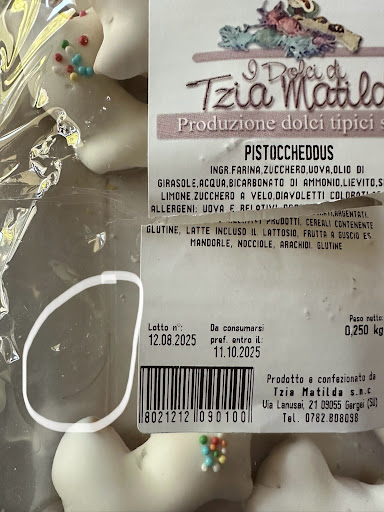 I Dolci di
Tzia Matilda
Produzione dolci tipici s
PISTOCCHEDDUS
INGR.FARINA,ZUCCHERO,UOVA,OLIO DI
GIRASOLE,ACQUA,BICARBONATO DI AMMONIO,LIEVITO,S
LIMONE ZUCCHERO A VELO,DIAVOLETTI COLORATI
ALLERGENI: UOVA E RELATIVI
ARGENTATI.
PRODOTTI, CEREALI CONTENENTE
GLUTINE, LATTE INCLUSO IL LATTOSIO, FRUTTA A GUSCIO ES.
MANDORLE, NOCCIOLE, ARACHIDI, GLUTINE
Lotto n°: Da consumarsi Peso netto:
12.08.2025 pref. entro il: 0,250 kg
11.10.2025
Prodotto e confezionato da
Tzia Matilda s.n.c.
Via Lanusei, 21 09055 Gergei (SU)
Tel. 0782.808098
8021212 090100